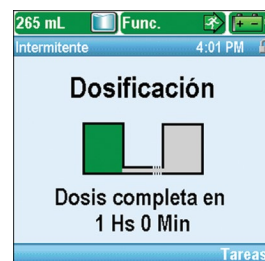 265 mL Func.
Intermitente 4:01 PM
Dosificación
Dosis completa en
1 Hs 0 Min
Tareas